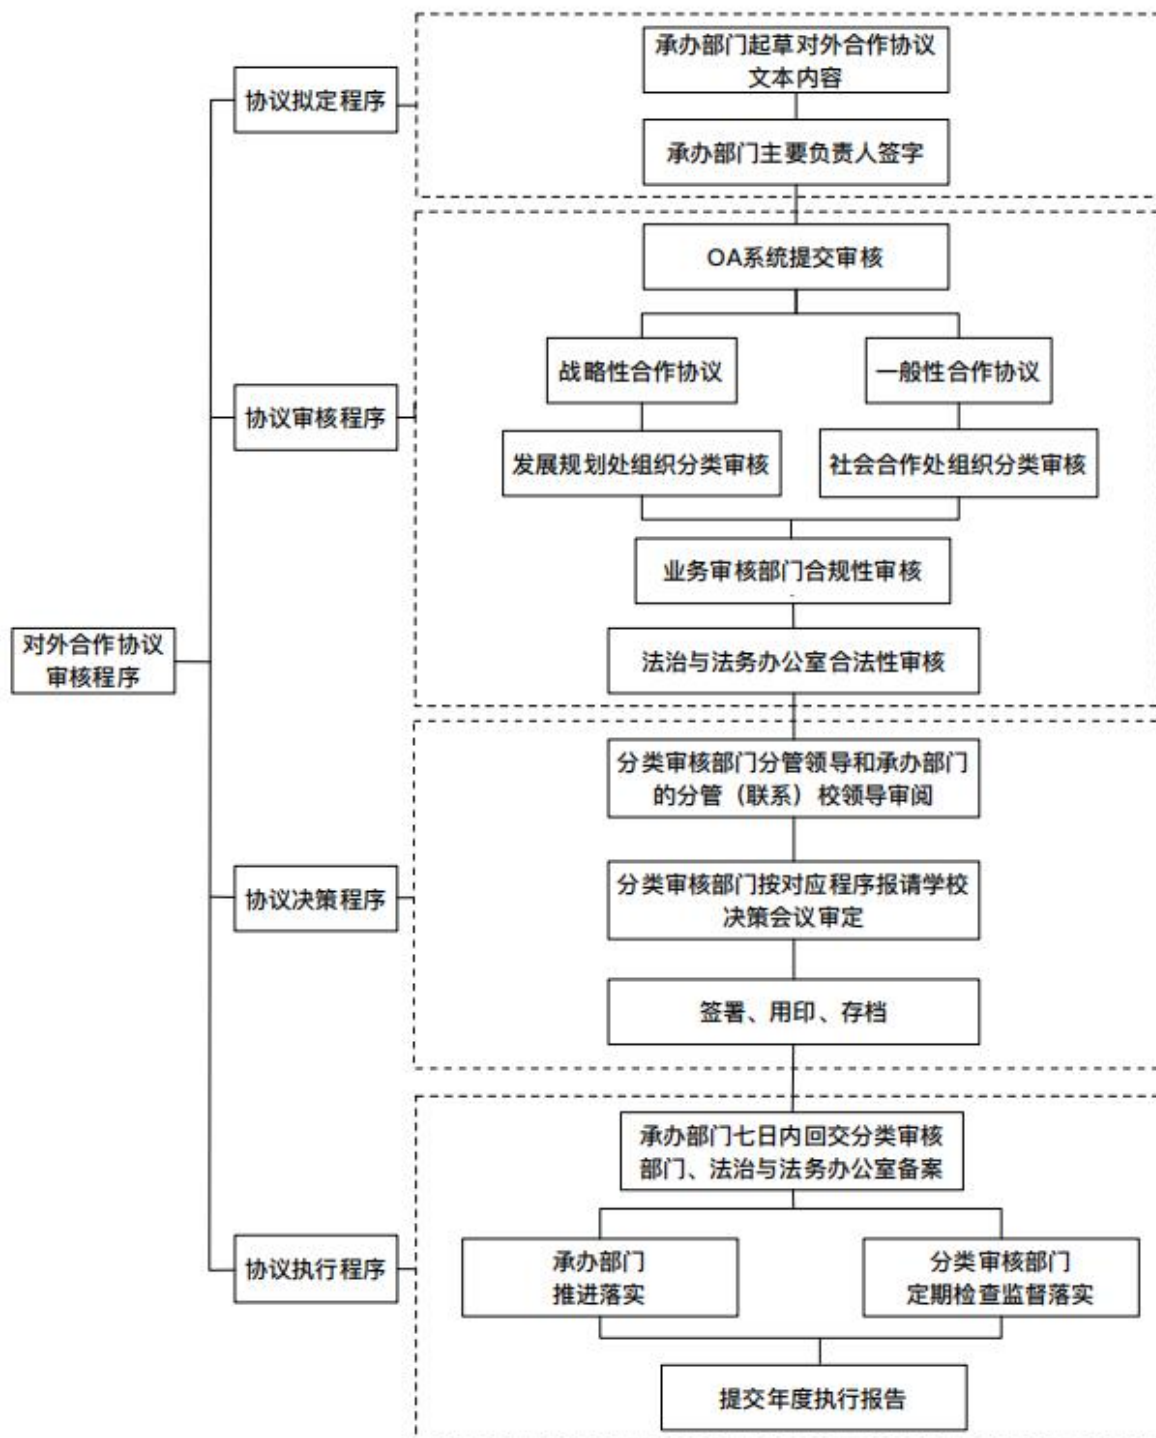 承办部门起草对外合作协议
文本内容
协议拟定程序
承办部门主要负责人签字
OA系统提交审核
战略性合作协议
一般性合作协议
协议审核程序
发展规划处组织分类审核
社会合作处组织分类审核
业务审核部门合规性审核
对外合作协议
审核程序
法治与法务办公室合法性审核
分类审核部门分管领导和承办部门
的分管（联系）校领导审阅
协议决策程序
分类审核部门按对应程序报请学校
决策会议审定
签署、用印、存档
承办部门七日内回交分类审核
部门、法治与法务办公室备案
协议执行程序
承办部门
推进落实
分类审核部门
定期检查监督落实
提交年度执行报告